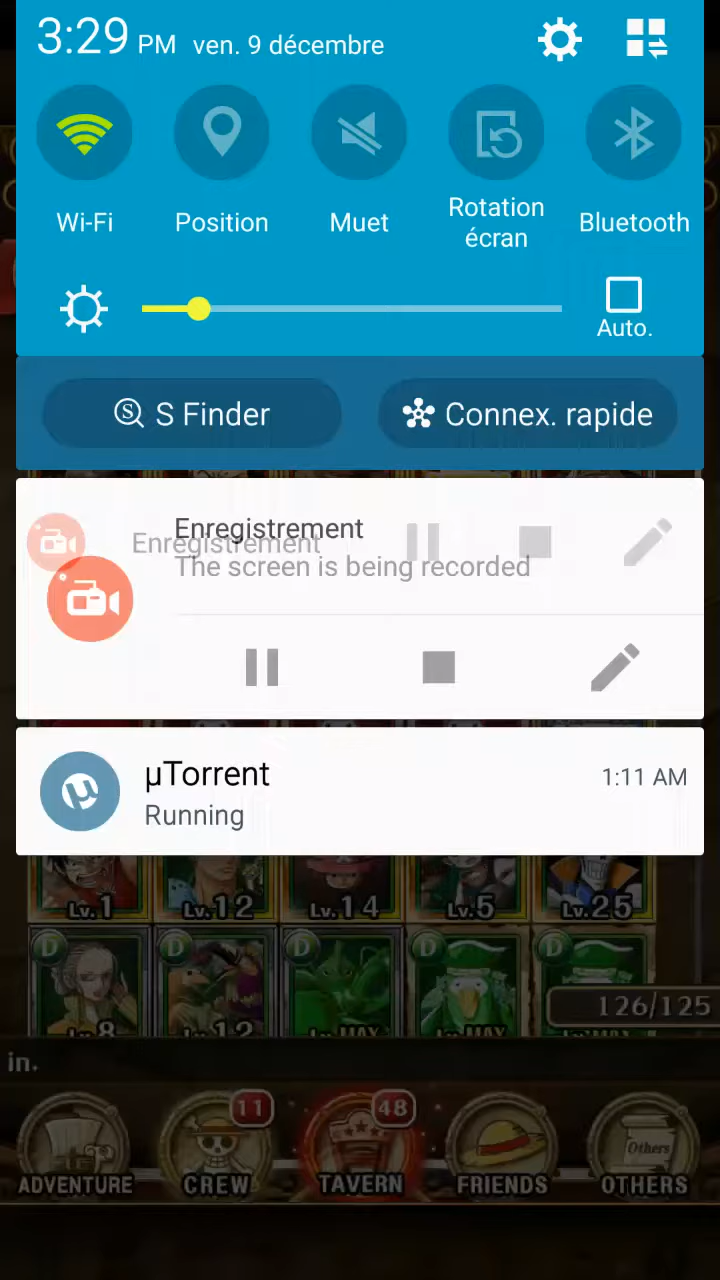 3:29 PM ven. 9 décembre
Wi-Fi
Position
Muet
Rotation
écran
Bluetooth
Auto.
S Finder
Connex. rapide
Enregistrement
Enregistrement
The screen is being recorded
µTorrent
1:11 AM
Running
Lv.1
Lv.12
Lv.14
Lv.5
Lv.25
D
D
D
D
D
126/125
in.
11
48
ADVENTURE
CREW
TAVERN
FRIENDS
Others
OTHERS